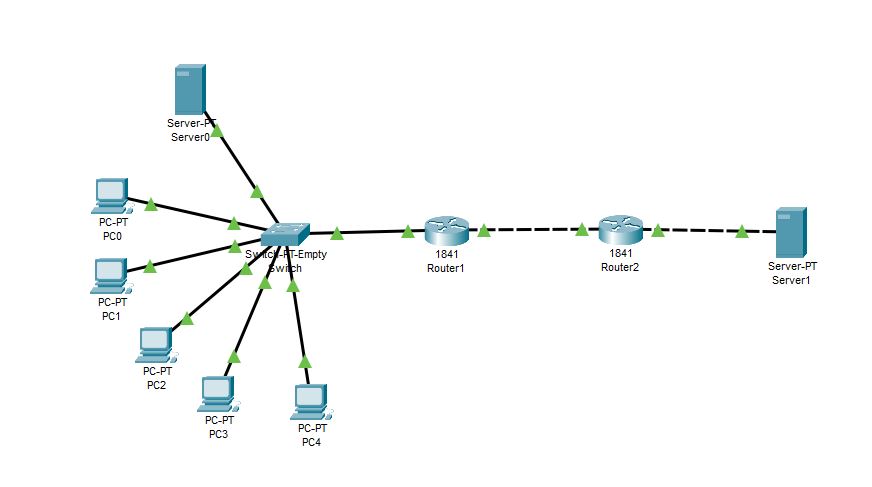 Server-PT
Server0
PC-PT
PC0
PC-PT
PC1
PC-PT
PC2
PC-PT
PC3
PC-PT
PC4
Switch-PT-Empty
Switch
1841
Router1
1841
Router2
Server-PT
Server1